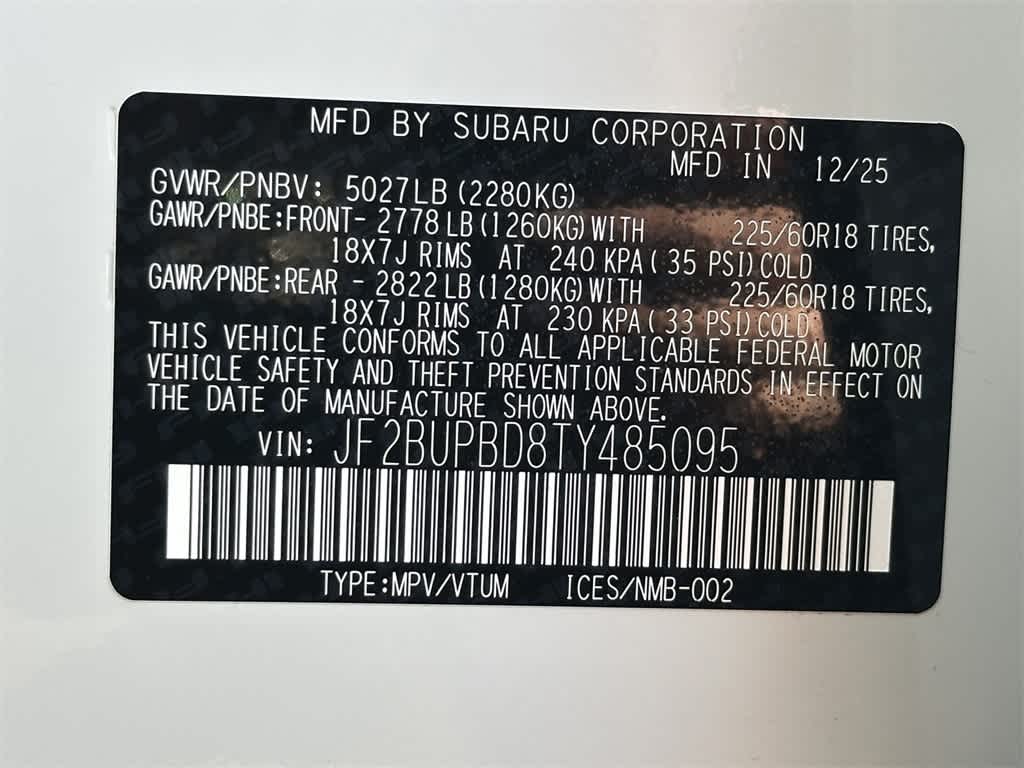 MFD BY SUBARU CORPORATION
MFD IN 12/25
GVWR/PNBV: 5027LB (2280KG)
GAWR/PNBE:FRONT- 2778 LB (1260KG) WITH 225/60R18 TIRES,
18X7J RIMS AT 240 KPA ( 35 PSI) COLD
GAWR/PNBE:REAR - 2822 LB (1280KG) WITH 225/60R18 TIRES,
18X7J RIMS AT 230 KPA ( 33 PSI) COLD
THIS VEHICLE CONFORMS TO ALL APPLICABLE FEDERAL MOTOR
VEHICLE SAFETY AND THEFT PREVENTION STANDARDS IN EFFECT ON
THE DATE OF MANUFACTURE SHOWN ABOVE.
VIN: JF2BUPBD8TY485095
TYPE:MPV/VTUM ICES/NMB-002